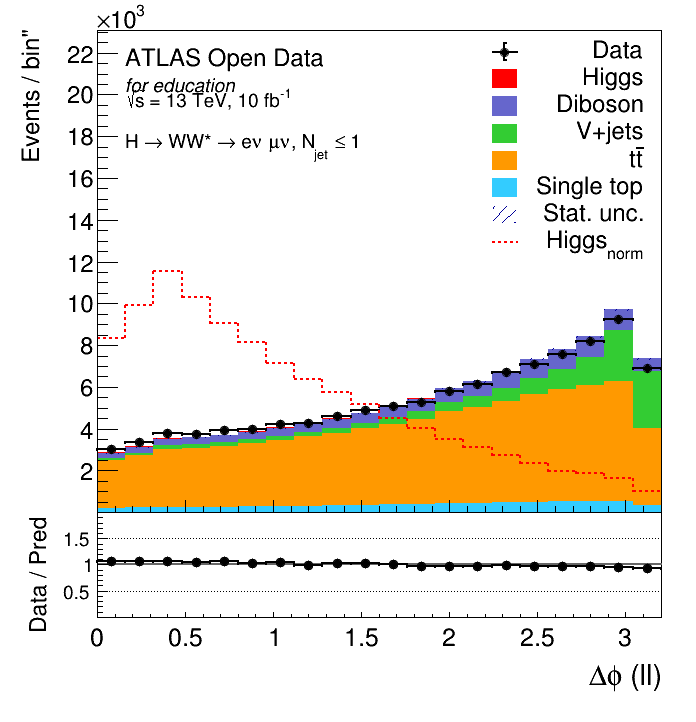 ×10³
Events / bin"
22
20
18
16
14
12
10
8
6
4
2
ATLAS Open Data
for education
√s = 13 TeV, 10 fb⁻¹
H → WW* → eν μν, N_jet ≤ 1
Data
Higgs
Diboson
V+jets
tt̄
Single top
Stat. unc.
Higgs_norm
Data / Pred
1.5
1
0.5
0 0.5 1 1.5 2 2.5 3
Δϕ (ll)